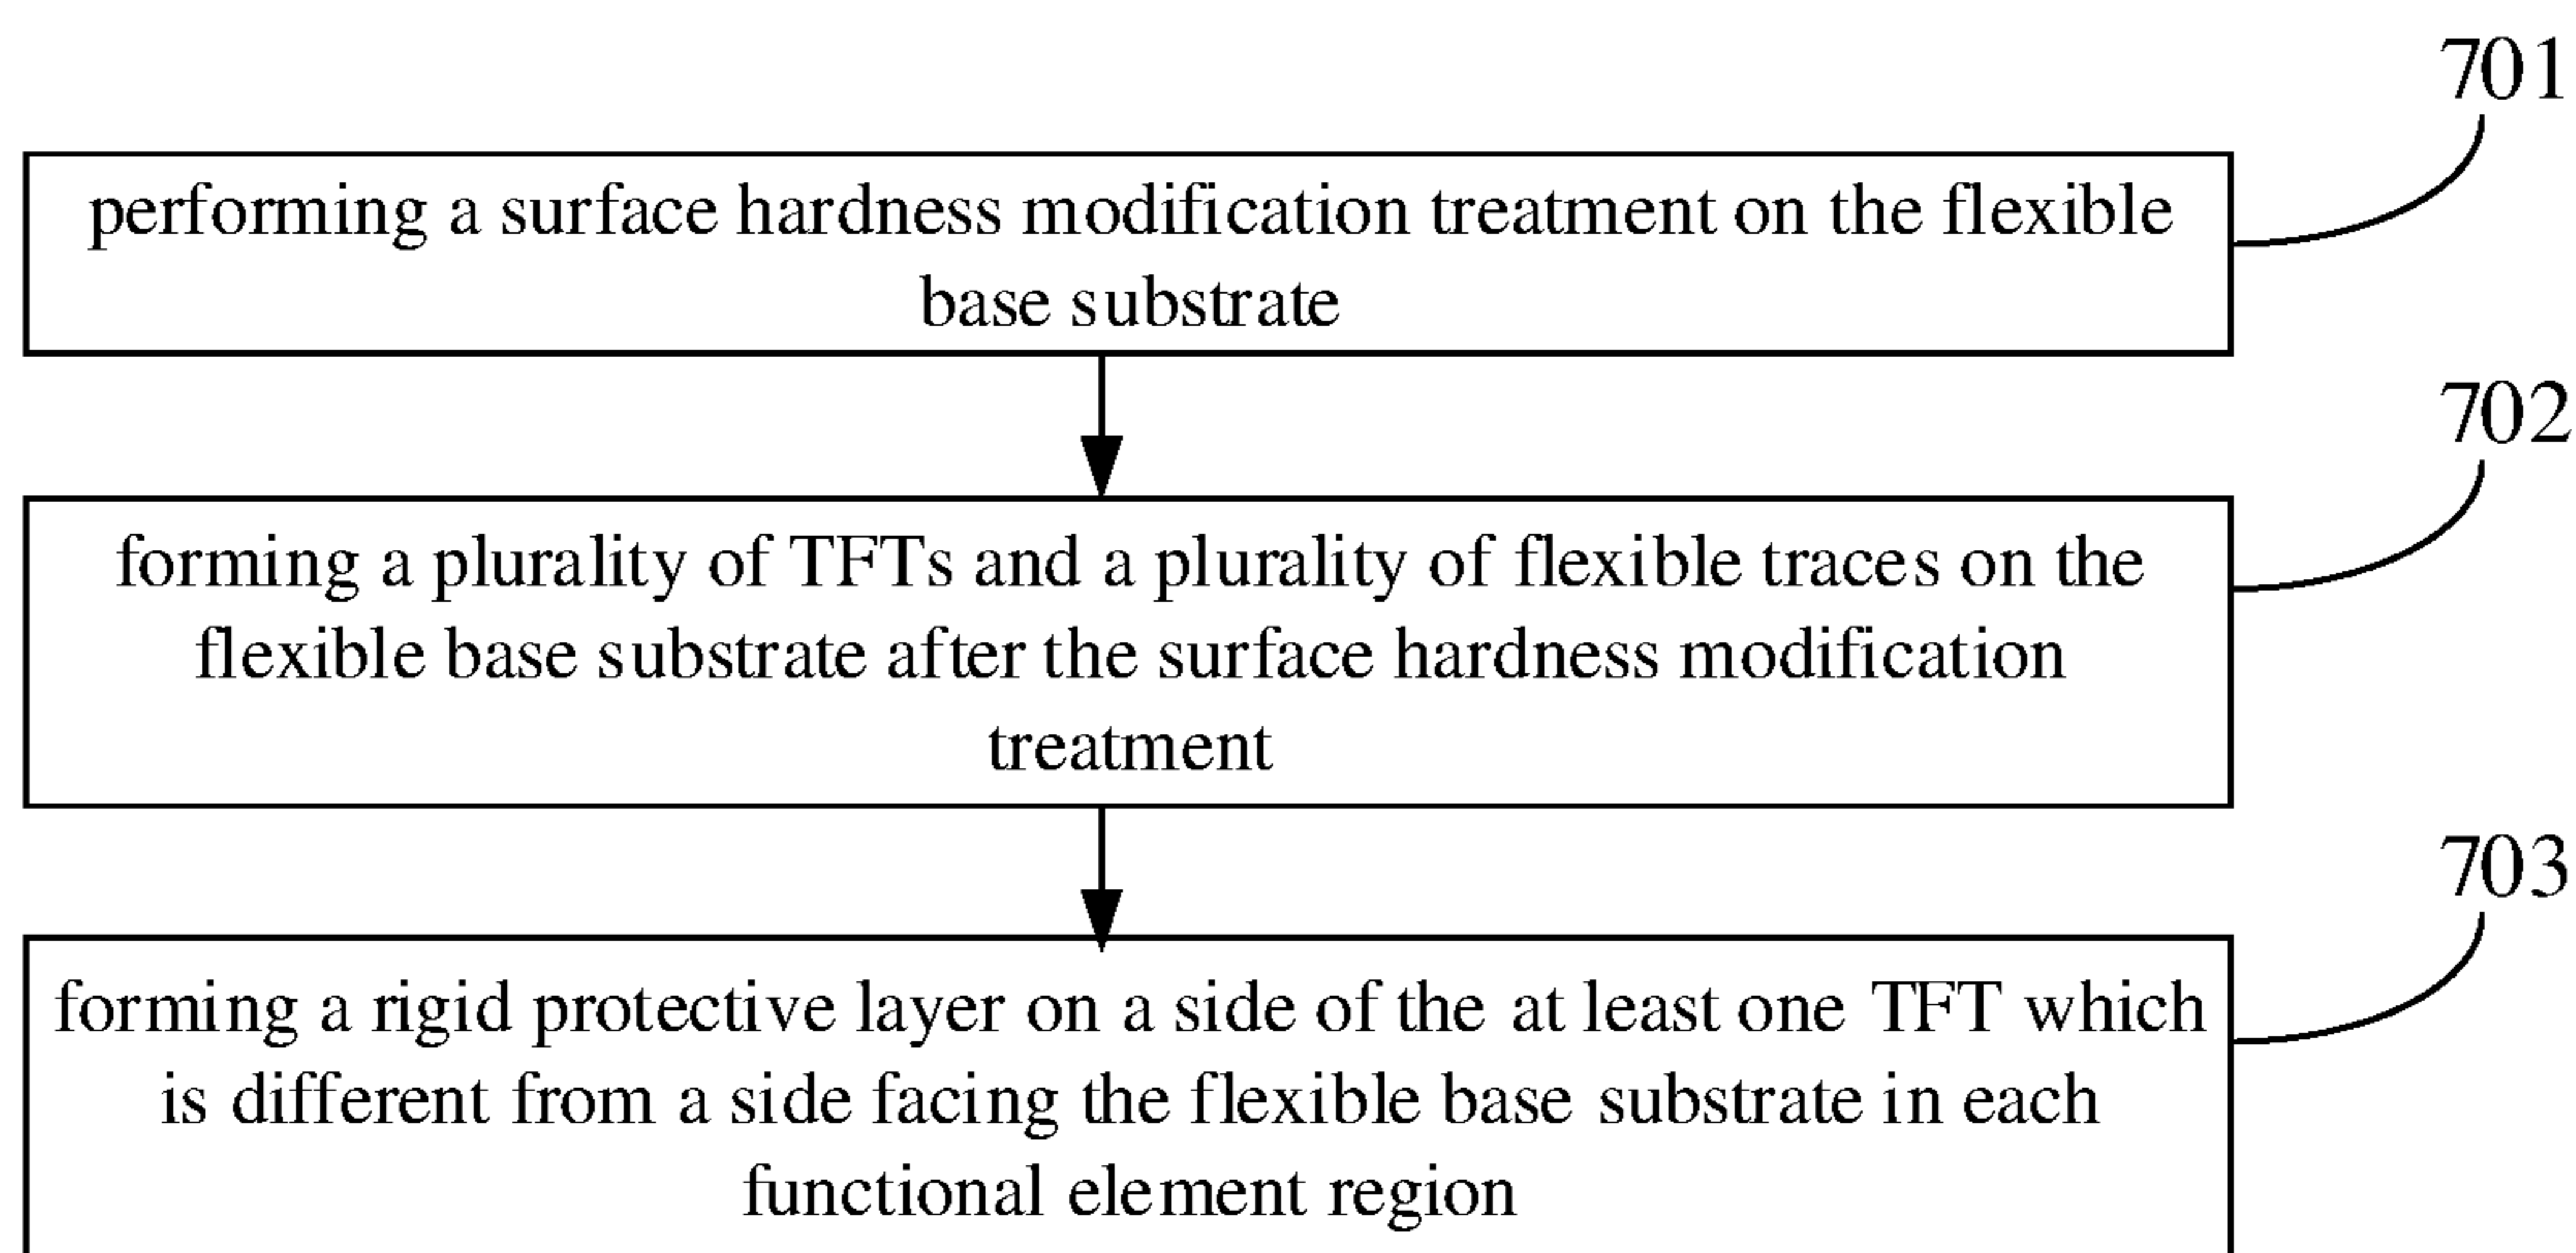 701
performing a surface hardness modification treatment on the flexible
base substrate
702
forming a plurality of TFTs and a plurality of flexible traces on the
flexible base substrate after the surface hardness modification
treatment
703
forming a rigid protective layer on a side of the at least one TFT which
is different from a side facing the flexible base substrate in each
functional element region